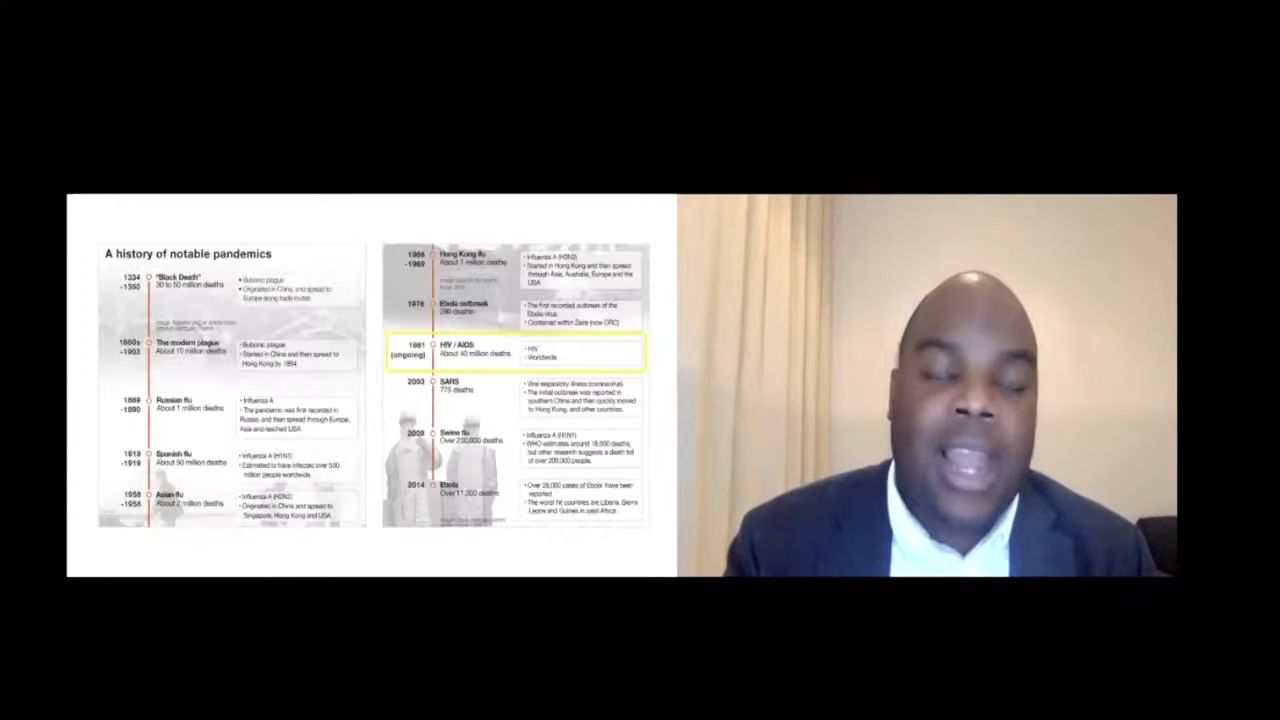 A history of notable pandemics
1334
-1350
"Black Death"
30 to 50 million deaths
• Bubonic plague
• Originated in China, and spread to
Europe along trade routes
1860s
-1903
The modern plague
About 10 million deaths
• Bubonic plague
• Started in China and then spread to
Hong Kong by 1894
1889
-1890
Russian flu
About 1 million deaths
• Influenza A
• The pandemic was first recorded in
Russia, and then spread through Europe,
Asia and reached USA
1918
-1919
Spanish flu
About 50 million deaths
• Influenza A (H1N1)
• Estimated to have infected over 500
million people worldwide
-1958
Asian flu
About 2 million deaths
• Influenza A (H2N2)
• Originated in China and spread to
Singapore, Hong Kong and USA
1968
-1969
Hong Kong flu
About 1 million deaths
• Influenza A (H3N2)
• Started in Hong Kong and then spread
through Asia, Australia, Europe and the
USA
1976
Ebola outbreak
290 deaths
• The first recorded outbreak of the
Ebola virus
• Contained within Zaire (now DRC)
1981
(ongoing)
HIV / AIDS
About 40 million deaths
• HIV
• Worldwide
2003
SARS
775 deaths
• Viral respiratory illness (coronavirus)
• The initial outbreak was reported in
southern China and then quickly moved
to Hong Kong, and other countries.
2009
Swine flu
Over 200,000 deaths
• Influenza A (H1N1)
• WHO estimates around 18,500 deaths,
but other research suggests a death toll
of over 200,000 people.
2014
Ebola
Over 11,000 deaths
• Over 28,000 cases of Ebola have been
reported
• The worst hit countries are Liberia, Sierra
Leone and Guinea in west Africa